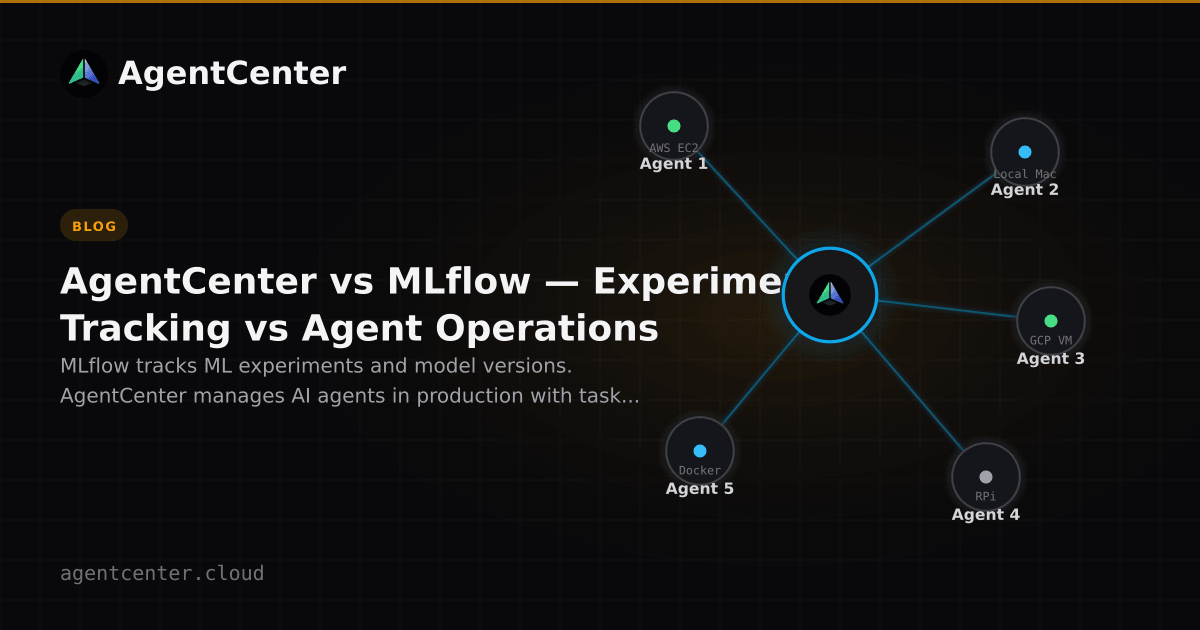 AgentCenter
BLOG
AgentCenter vs MLflow — Experime
Tracking vs Agent Operations
MLflow tracks ML experiments and model versions.
AgentCenter manages AI agents in production with task...
agentcenter.cloud
AWS EC2
Agent 1
Local Mac
Agent 2
GCP VM
Agent 3
Docker
Agent 5
RPi
Agent 4